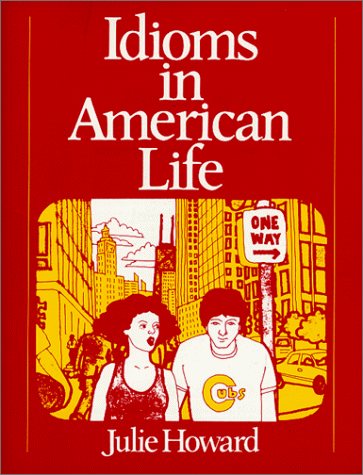 Idioms
in
American
Life
ONE
WAY
Cubs
Julie Howard